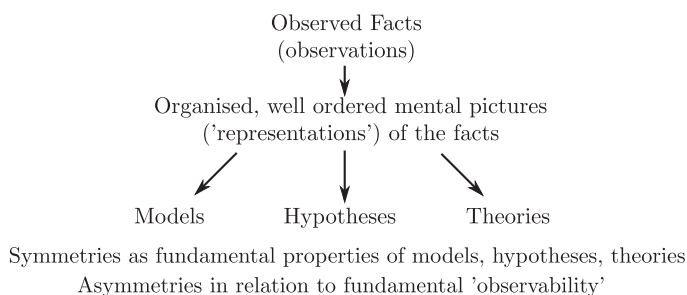 Observed Facts
(observations)
Organised, well ordered mental pictures
('representations') of the facts
Models Hypotheses Theories
Symmetries as fundamental properties of models, hypotheses, theories
Asymmetries in relation to fundamental 'observability'